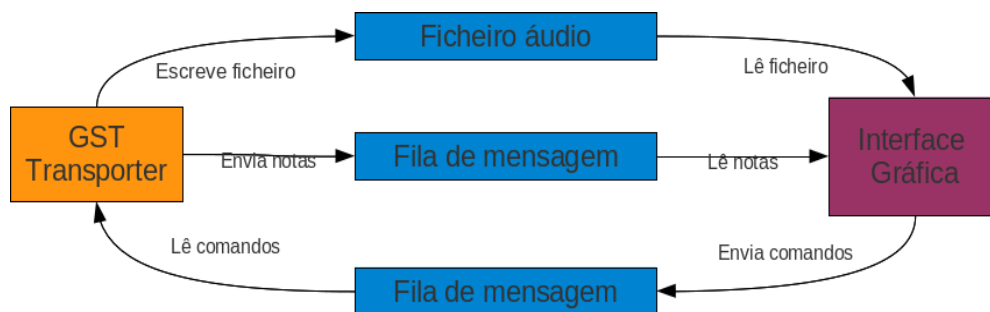 Ficheiro áudio
Escreve ficheiro
Lê ficheiro
GST
Transporter
Envia notas
Fila de mensagem
Lê notas
Interface
Gráfica
Lê comandos
Envia comandos
Fila de mensagem